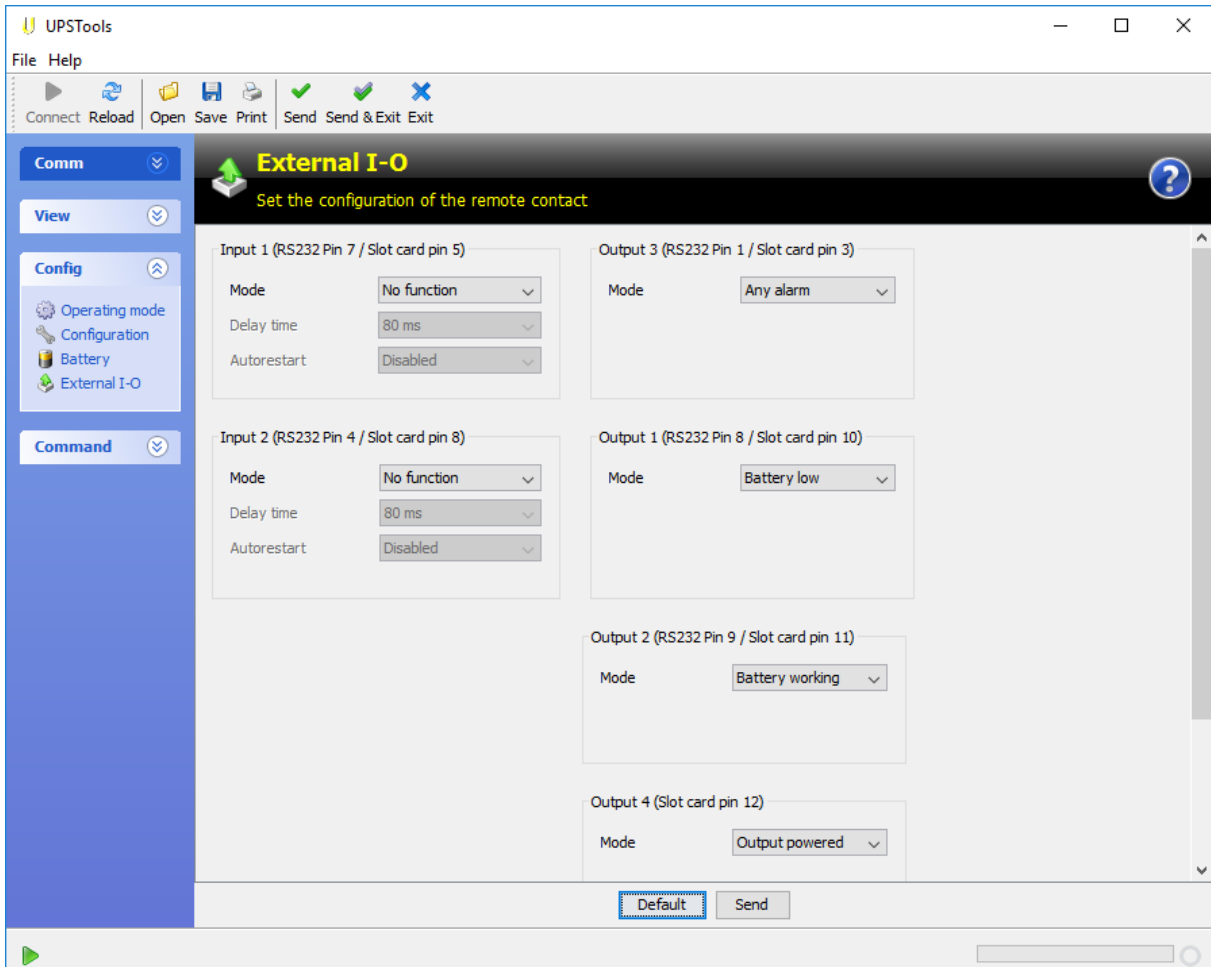 UPSTools
File Help
Connect Reload Open Save Print Send Send & Exit Exit
Comm
View
Config
Operating mode
Configuration
Battery
External I-O
Command
External I-O
Set the configuration of the remote contact
?
Input 1 (RS232 Pin 7 / Slot card pin 5)
Mode No function
Delay time 80 ms
Autorestart Disabled
Output 3 (RS232 Pin 1 / Slot card pin 3)
Mode Any alarm
Input 2 (RS232 Pin 4 / Slot card pin 8)
Mode No function
Delay time 80 ms
Autorestart Disabled
Output 1 (RS232 Pin 8 / Slot card pin 10)
Mode Battery low
Output 2 (RS232 Pin 9 / Slot card pin 11)
Mode Battery working
Output 4 (Slot card pin 12)
Mode Output powered
Default Send